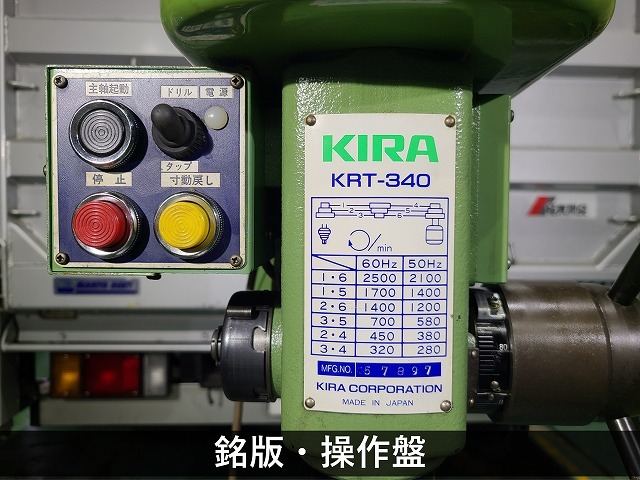 主軸起動
ドリル
電源
タップ
停止
寸動戻し
KIRA
KRT-340
1 4
2 3 6 5
/min
60Hz 50Hz
1・6 2500 2100
1・5 1700 1400
2・6 1400 1200
3・5 700 580
2・4 450 380
3・4 320 280
MFG.NO. 57897
KIRA CORPORATION
MADE IN JAPAN
80
銘版・操作盤